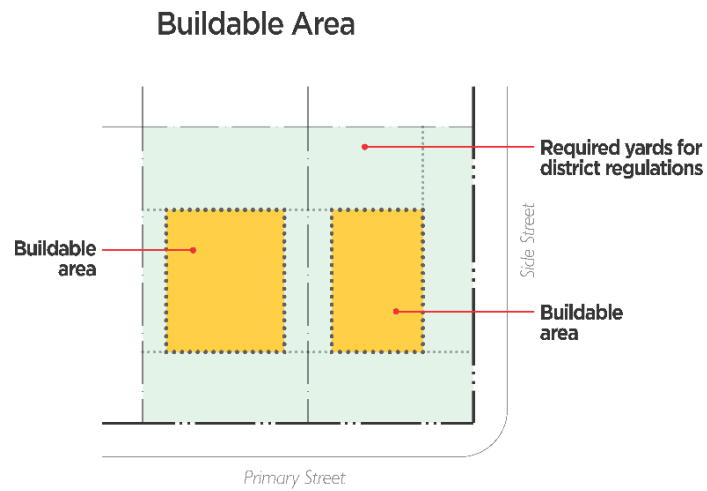 Buildable Area
Required yards for
district regulations
Side Street
Buildable
area
Buildable
area
Primary Street